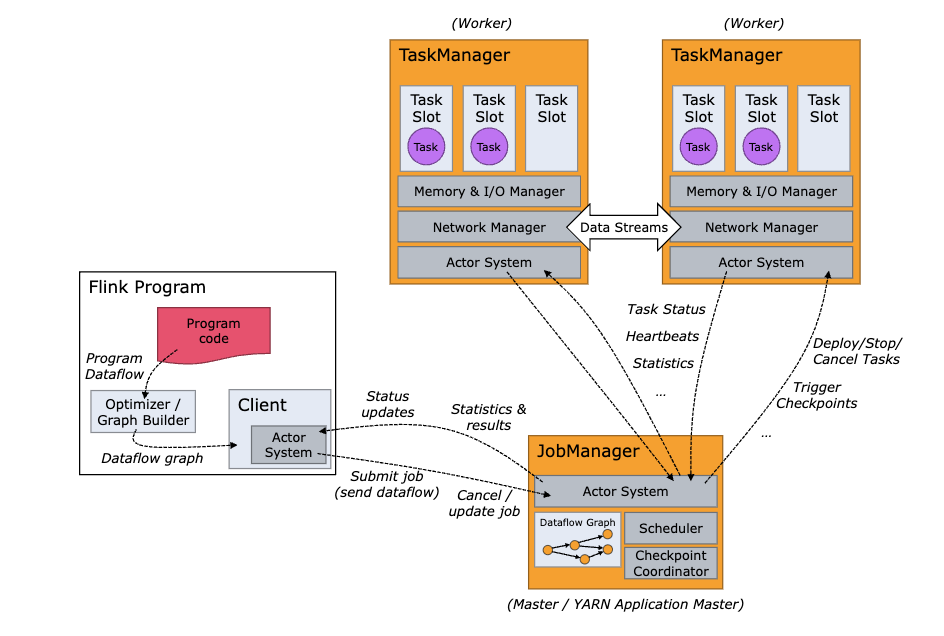 (Worker)
(Worker)
TaskManager
Task
Slot
Task
Task
Slot
Task
Task
Slot
Memory & I/O Manager
Network Manager
Actor System
TaskManager
Task
Slot
Task
Task
Slot
Task
Task
Slot
Memory & I/O Manager
Network Manager
Actor System
Data Streams
Flink Program
Program
code
Program
Dataflow
Optimizer /
Graph Builder
Dataflow graph
Client
Actor
System
Status
updates
Statistics &
results
Submit job
(send dataflow)
Cancel /
update job
Task Status
Heartbeats
Statistics
...
Deploy/Stop/
Cancel Tasks
Trigger
Checkpoints
...
JobManager
Actor System
Dataflow Graph
Scheduler
Checkpoint
Coordinator
(Master / YARN Application Master)